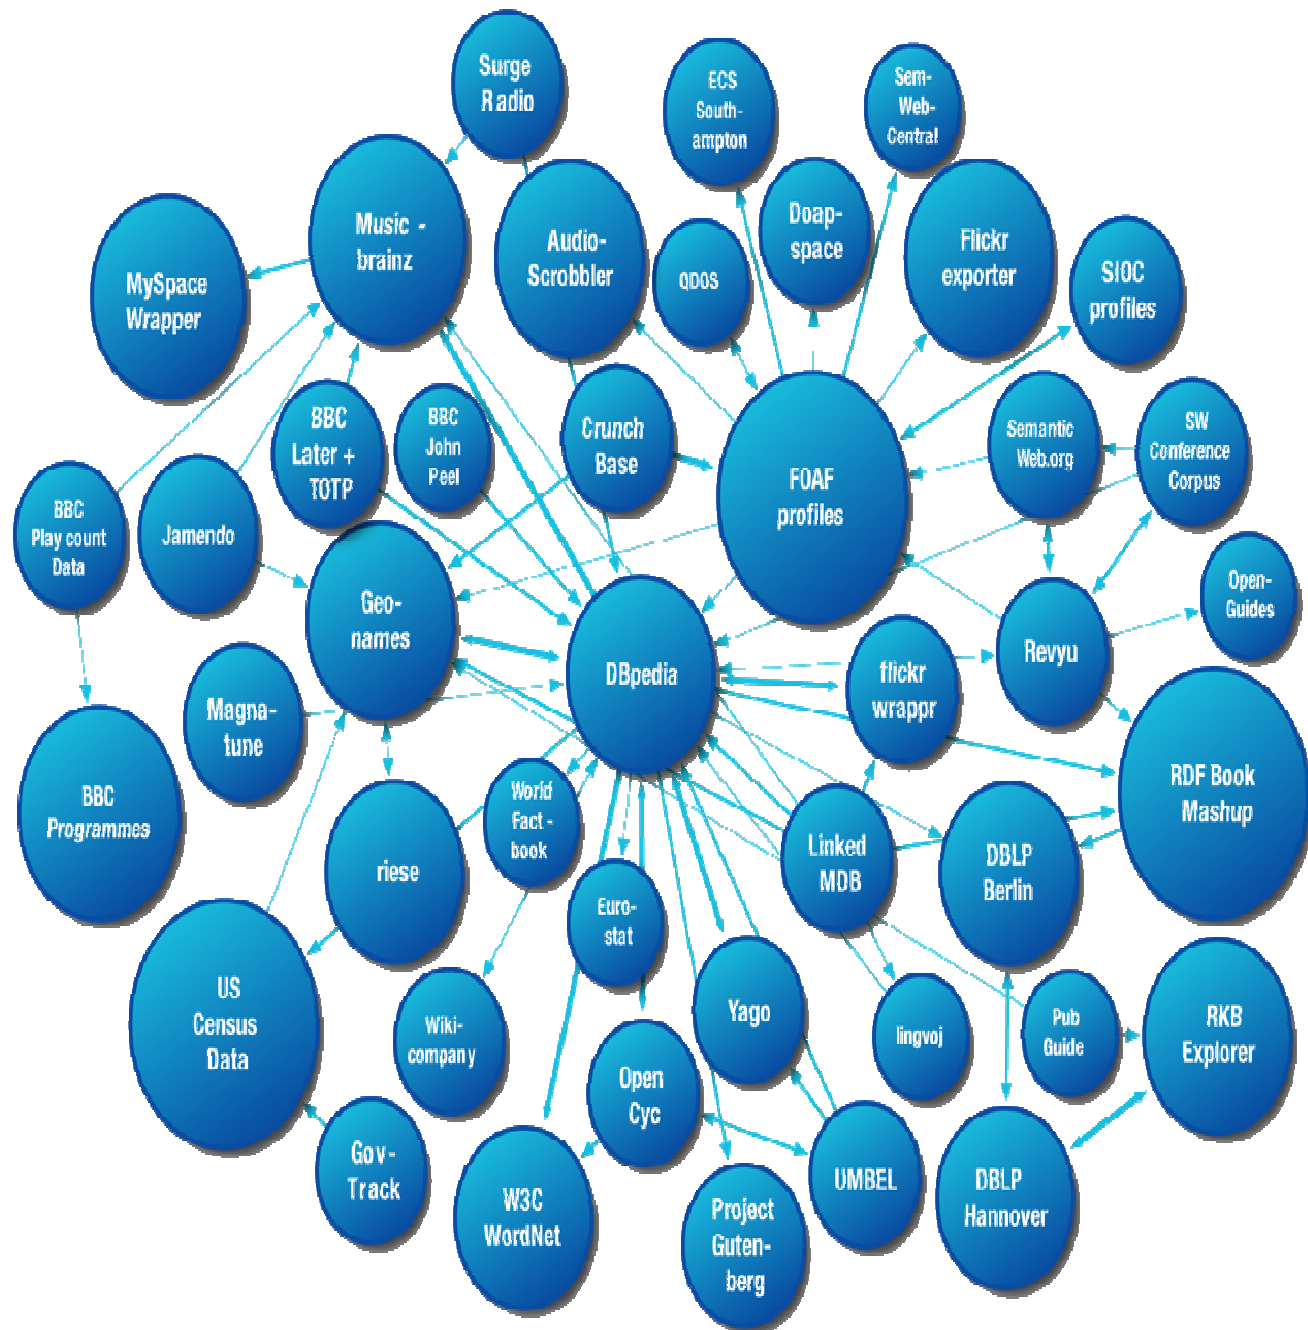 Surge
Radio
ECS
South-
ampton
Sem-
Web-
Central
Music -
brainz
Audio-
Scrobbler
QDOS
Doap-
space
Flickr
exporter
SIOC
profiles
MySpace
Wrapper
BBC
Later +
TOTP
BBC
John
Peel
Crunch
Base
FOAF
profiles
Semantic
Web.org
SW
Conference
Corpus
BBC
Play count
Data
Jamendo
Geo-
names
DBpedia
flickr
wrappr
Revyu
Open-
Guides
Magna-
tune
BBC
Programmes
riese
World
Fact -
book
Linked
MDB
DBLP
Berlin
RDF Book
Mashup
Euro-
stat
US
Census
Data
Wiki-
company
Yago
lingvoj
Pub
Guide
RKB
Explorer
Open
Cyc
Gov-
Track
W3C
WordNet
Project
Guten-
berg
UMBEL
DBLP
Hannover